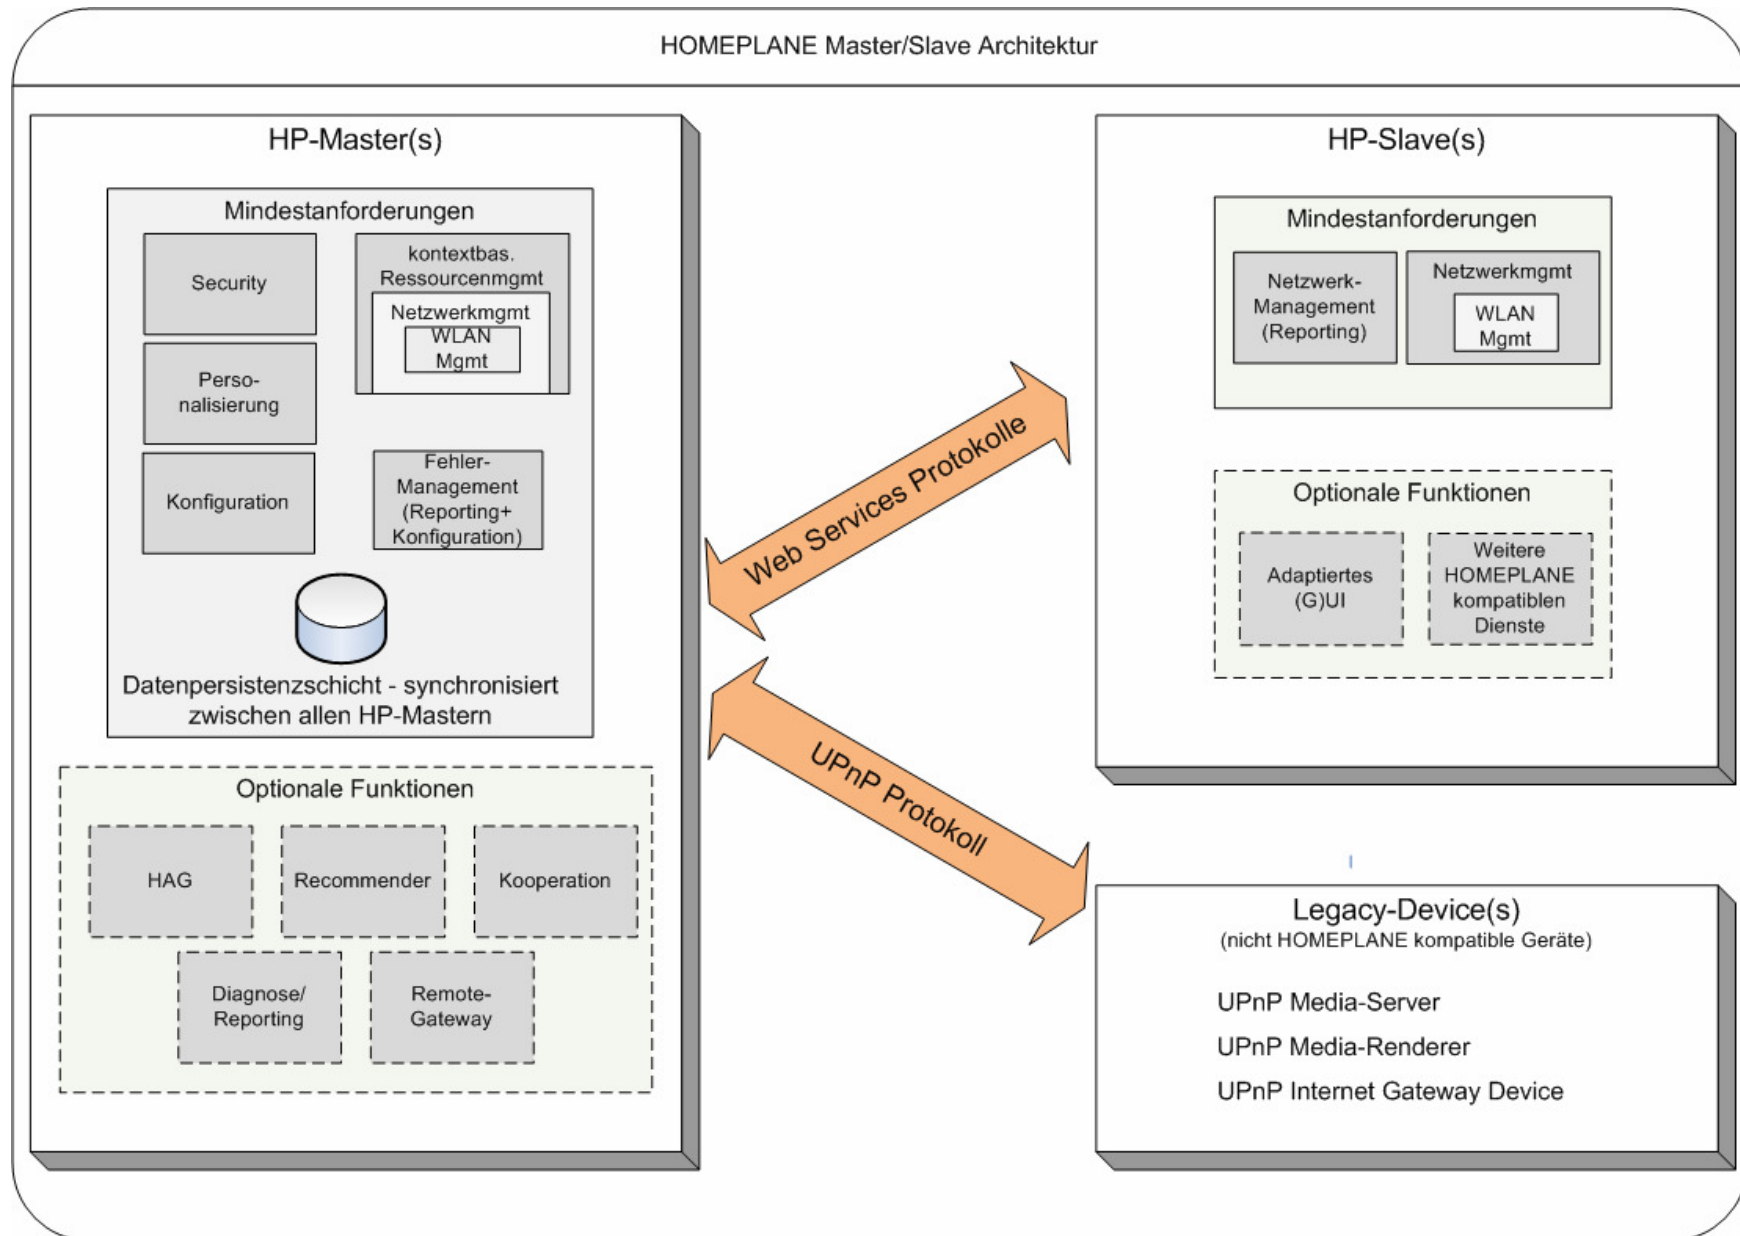 HOMEPLANE Master/Slave Architektur
HP-Master(s)
Mindestanforderungen
Security
kontextbas.
Ressourcenmgmt
Netzwerkmgmt
WLAN
Mgmt
Perso-
nalisierung
Konfiguration
Fehler-
Management
(Reporting+
Konfiguration)
Datenpersistenzschicht - synchronisiert
zwischen allen HP-Mastern
Optionale Funktionen
HAG
Recommender
Kooperation
Diagnose/
Reporting
Remote-
Gateway
Web Services Protokolle
UPnP Protokoll
HP-Slave(s)
Mindestanforderungen
Netzwerk-
Management
(Reporting)
Netzwerkmgmt
WLAN
Mgmt
Optionale Funktionen
Adaptiertes
(G)UI
Weitere
HOMEPLANE
kompatiblen
Dienste
Legacy-Device(s)
(nicht HOMEPLANE kompatible Geräte)
UPnP Media-Server
UPnP Media-Renderer
UPnP Internet Gateway Device